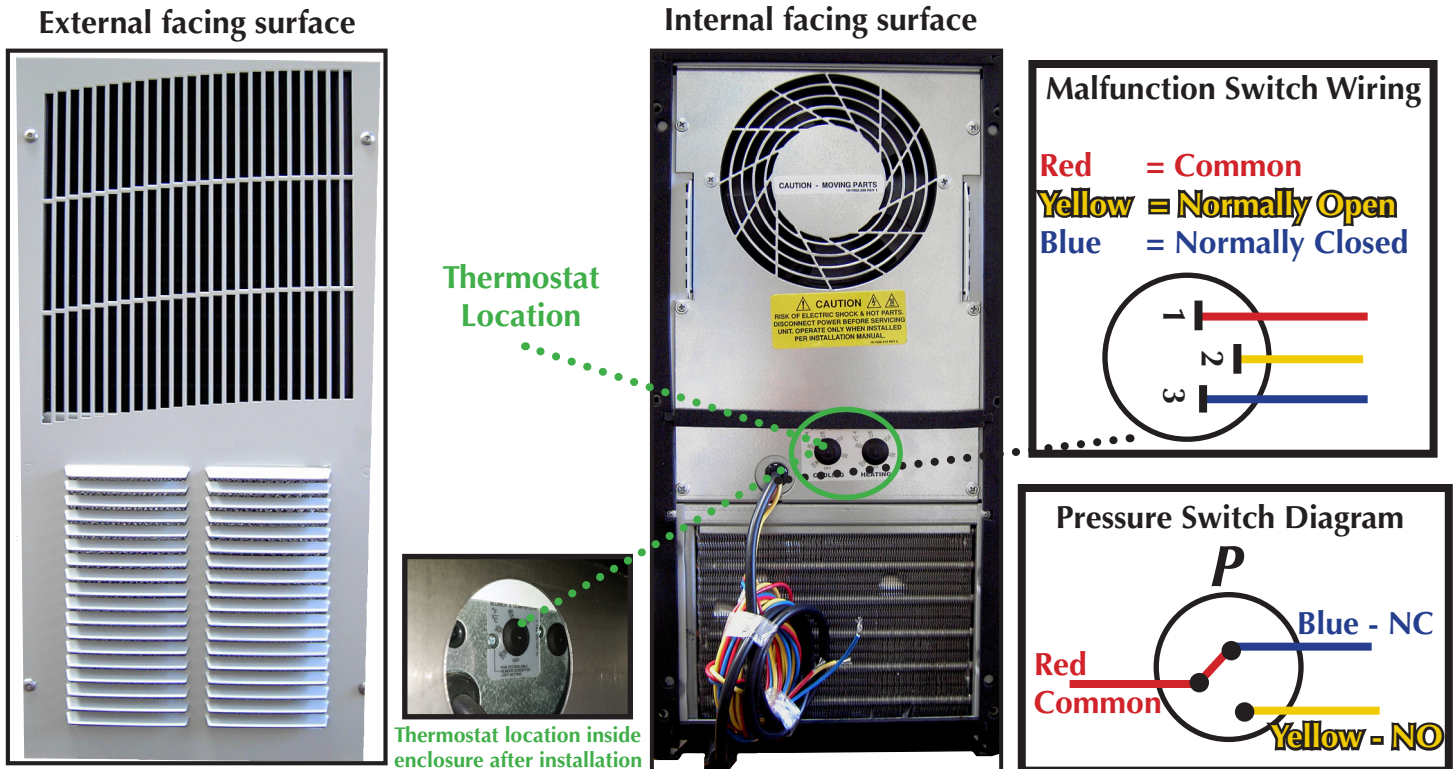 External facing surface
Internal facing surface
Malfunction Switch Wiring
Red = Common
Yellow = Normally Open
Blue = Normally Closed
1
2
3
Thermostat
Location
CAUTION - MOVING PARTS
CAUTION
RISK OF ELECTRIC SHOCK & HOT PARTS.
DISCONNECT POWER BEFORE SERVICING
UNIT. OPERATE ONLY WHEN INSTALLED
PER INSTALLATION MANUAL.
COOLING HEATING
Thermostat location inside
enclosure after installation
Pressure Switch Diagram
P
Blue - NC
Red
Common
Yellow - NO